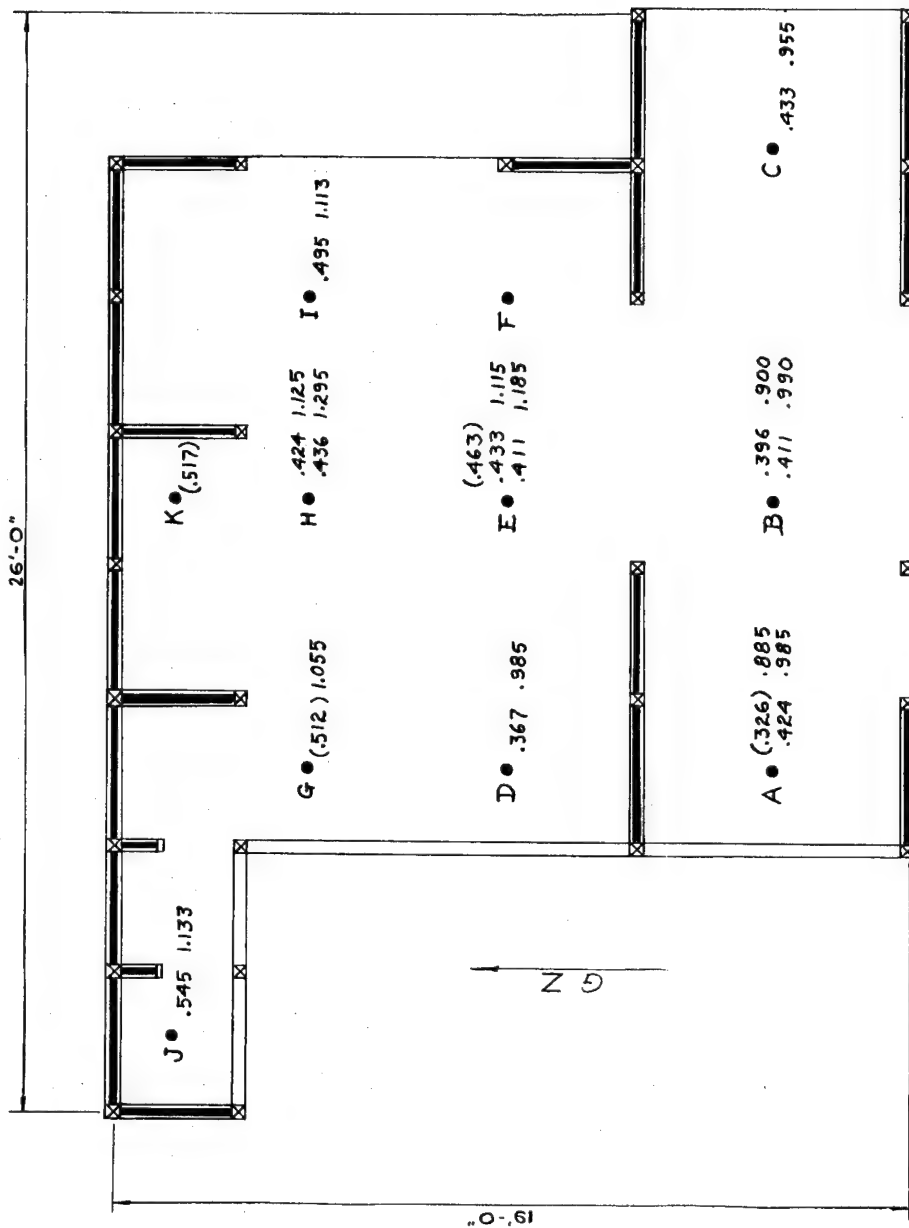 26'-0"
19'-0"
J
.545 1.133
K
(.517)
G
(.512) 1.055
H
.424 1.125
.436 1.295
I
.495 1.113
D
.367 .985
E
(.463)
.433 1.115
.411 1.185
F
A
(.326) .885
.424 .985
B
.396 .900
.411 .990
C
.433 .955
G Z